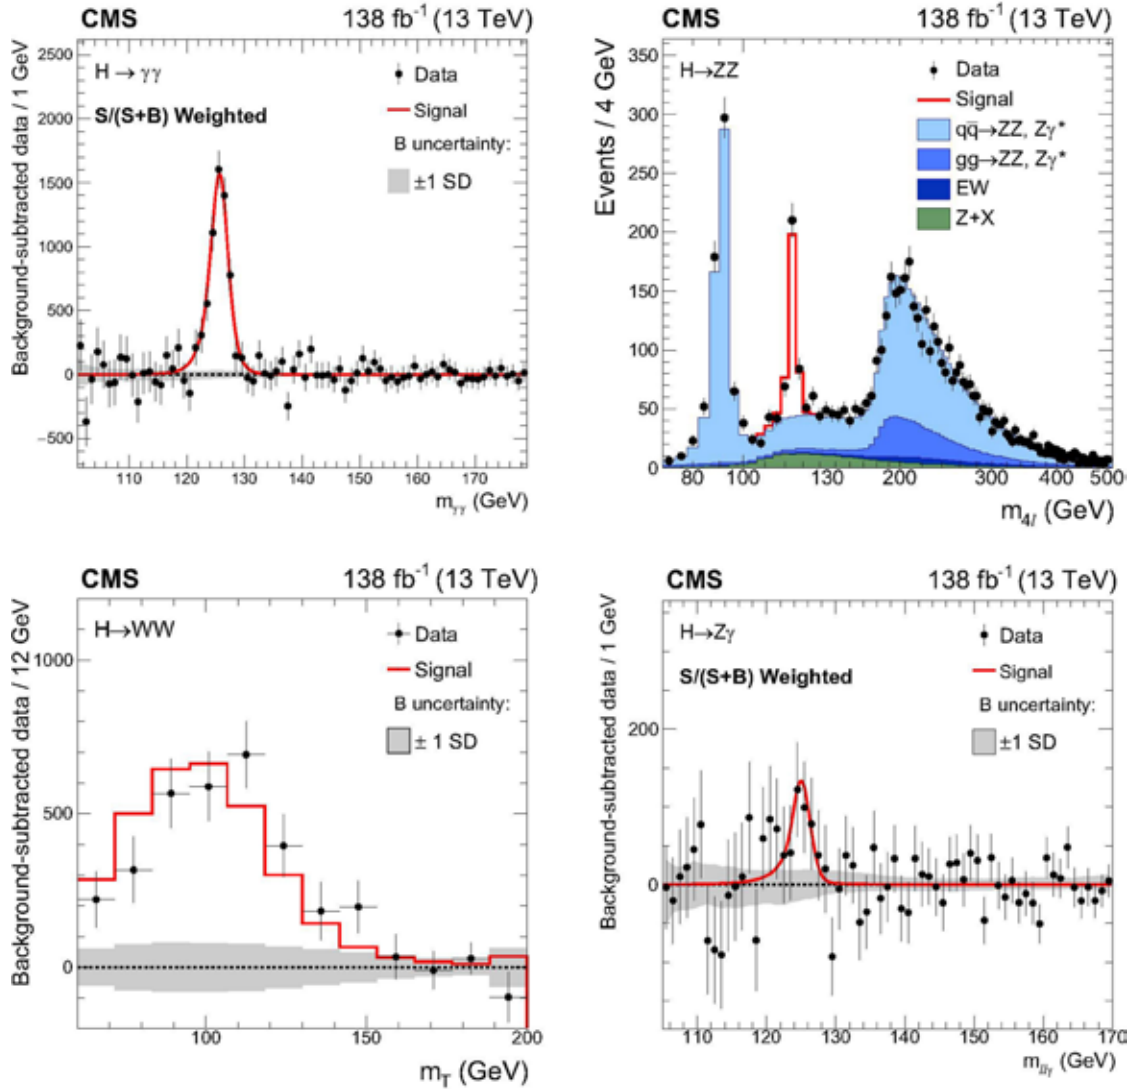 CMS 138 fb⁻¹ (13 TeV)
H → γγ
S/(S+B) Weighted
Data
Signal
B uncertainty:
±1 SD
Background-subtracted data / 1 GeV
2500
2000
1500
1000
500
0
−500
110 120 130 140 150 160 170
m_γγ (GeV)
CMS 138 fb⁻¹ (13 TeV)
H→ZZ
Data
Signal
qq̄→ZZ, Zγ*
gg→ZZ, Zγ*
EW
Z+X
Events / 4 GeV
350
300
250
200
150
100
50
0
80 100 130 200 300 400 500
m_4l (GeV)
CMS 138 fb⁻¹ (13 TeV)
H→WW
Data
Signal
B uncertainty:
± 1 SD
Background-subtracted data / 12 GeV
1000
500
0
100 150 200
m_T (GeV)
CMS 138 fb⁻¹ (13 TeV)
H→Zγ
S/(S+B) Weighted
Data
Signal
B uncertainty:
±1 SD
Background-subtracted data / 1 GeV
200
0
110 120 130 140 150 160 170
m_llγ (GeV)